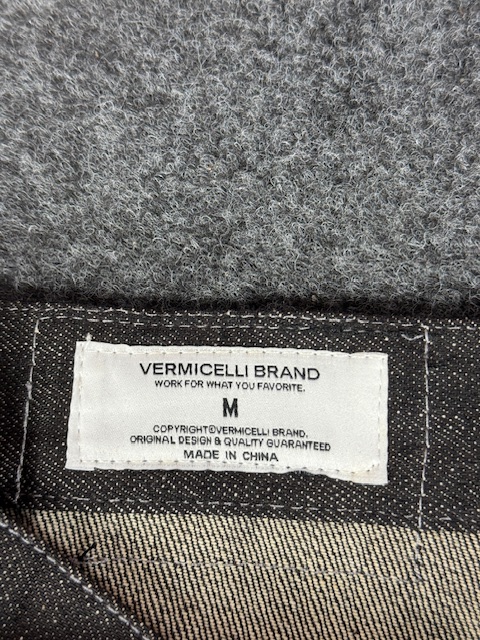 VERMICELLI BRAND
WORK FOR WHAT YOU FAVORITE.
M
COPYRIGHT©VERMICELLI BRAND.
ORIGINAL DESIGN & QUALITY GUARANTEED
MADE IN CHINA